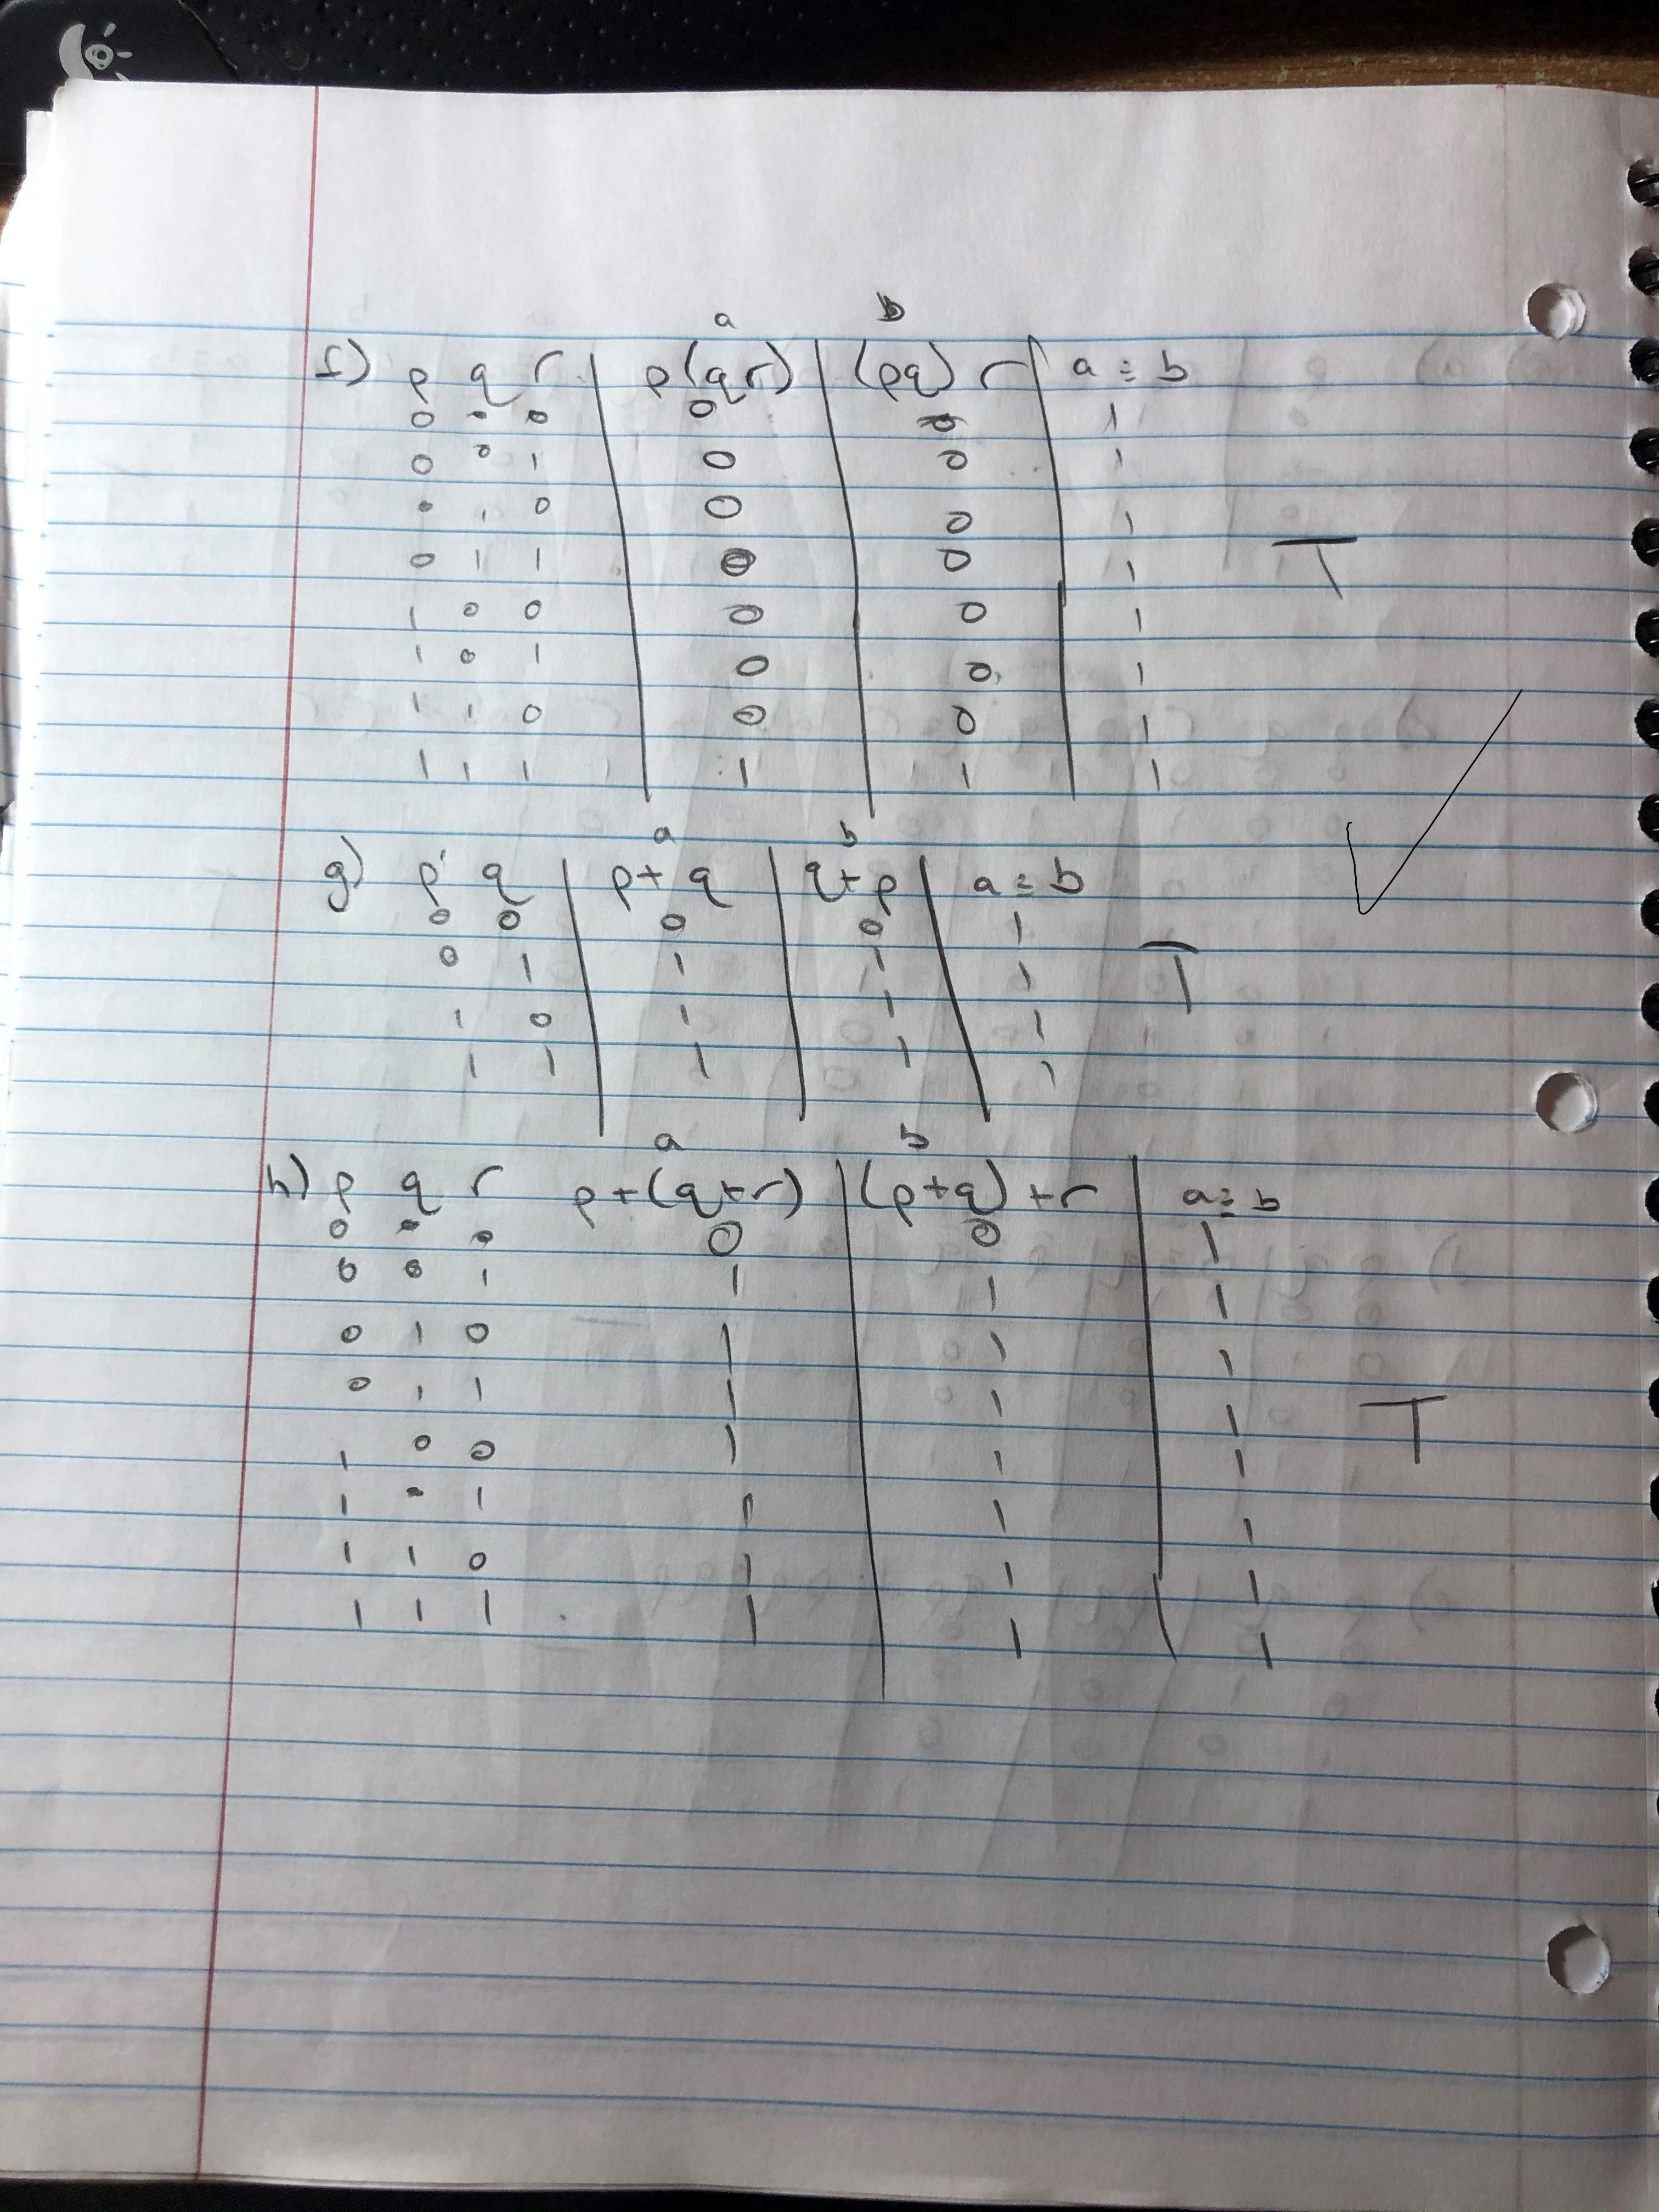 a b
f) p q r p(qr) (pq) r a = b
0 0 0 0 0 1
0 0 1 0 0 1
0 1 0 0 0 1
0 1 1 0 0 1
T
1 0 0 0 0 1
1 0 1 0 0 1
1 1 0 0 0 1
1 1 1 1 1 1
a b
g) p q p+q q+p a = b
0 0 0 0 1
0 1 1 1 1
T
1 0 1 1 1
1 1 1 1 1
a b
h) p q r p+(q+r) (p+q)+r a = b
0 0 0 0 0 1
0 0 1 1 1 1
0 1 0 1 1 1
0 1 1 1 1 1
T
1 0 0 1 1 1
1 0 1 1 1 1
1 1 0 1 1 1
1 1 1 1 1 1